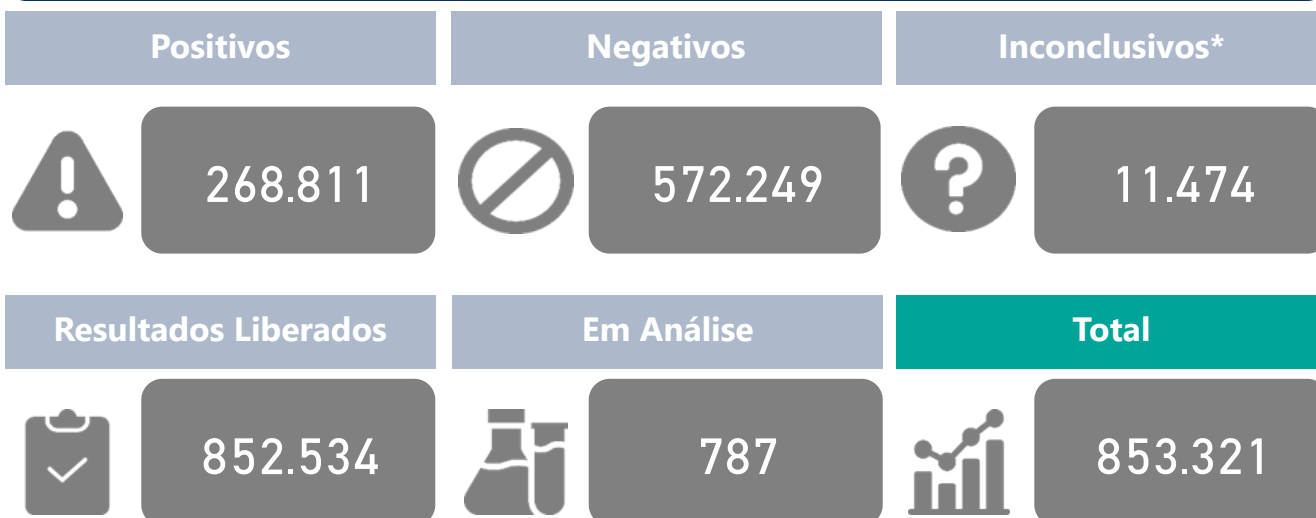 Positivos
Negativos
Inconclusivos*
268.811
572.249
11.474
Resultados Liberados
Em Análise
Total
852.534
787
853.321